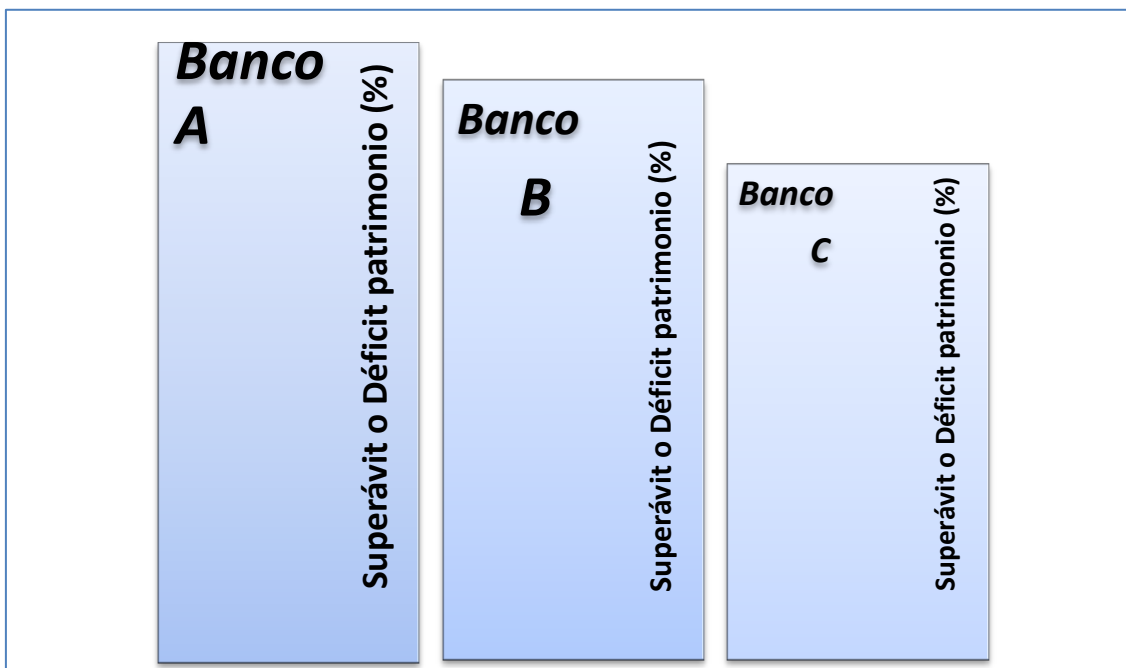 Banco
A
Superávit o Déficit patrimonio (%)
Banco
B
Superávit o Déficit patrimonio (%)
Banco
C
Superávit o Déficit patrimonio (%)